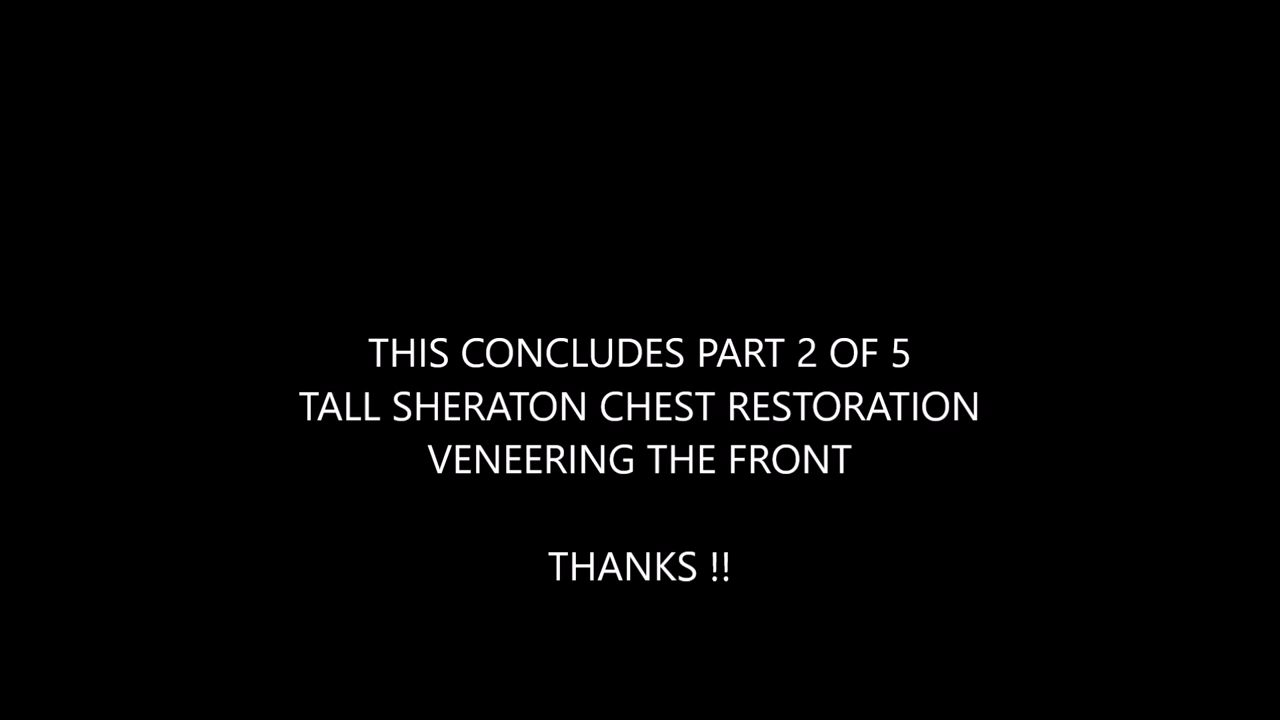 THIS CONCLUDES PART 2 OF 5
TALL SHERATON CHEST RESTORATION
VENEERING THE FRONT
THANKS !!